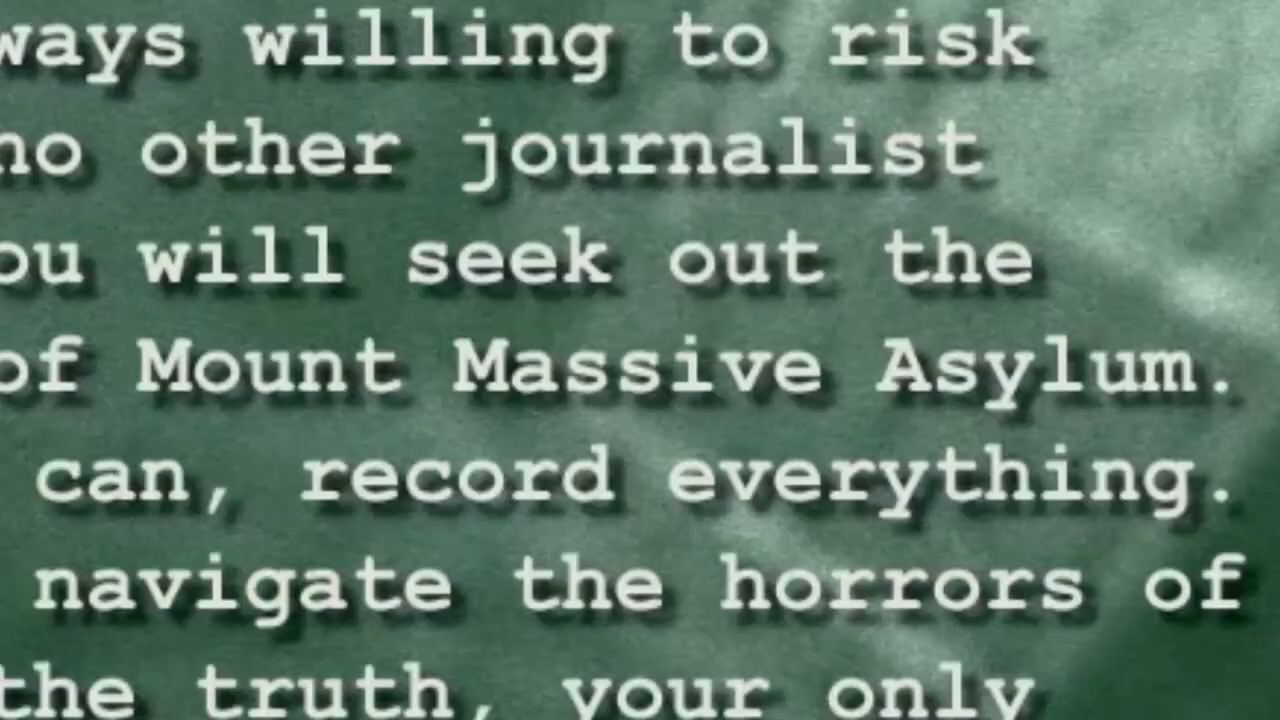 ways willing to risk
no other journalist
ou will seek out the
of Mount Massive Asylum.
can, record everything.
navigate the horrors of
the truth, your only